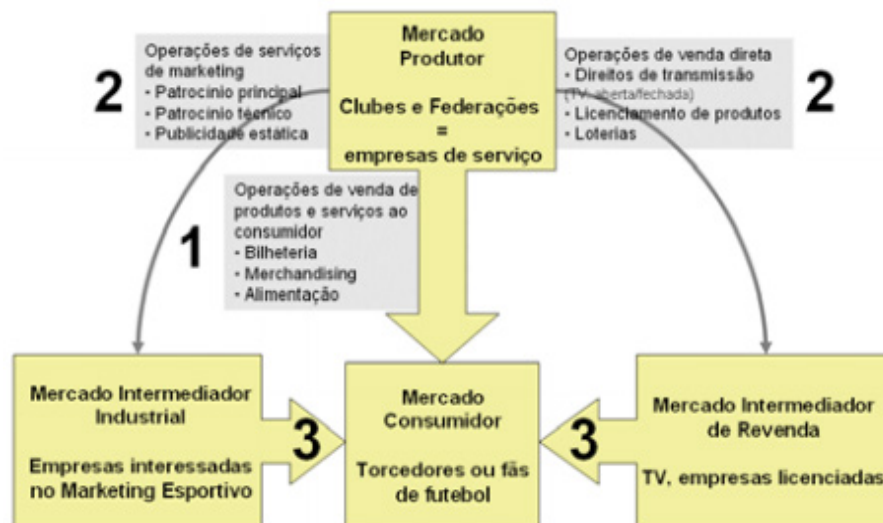 Mercado
Produtor
Clubes e Federações
=
empresas de serviço
2
Operações de serviços
de marketing
• Patrocínio principal
• Patrocínio técnico
• Publicidade estática
Operações de venda direta
• Direitos de transmissão
(TV aberta/fechada)
• Licenciamento de produtos
• Loterias
2
1
Operações de venda de
produtos e serviços ao
consumidor
• Bilheteria
• Merchandising
• Alimentação
Mercado Intermediador
Industrial
Empresas interessadas
no Marketing Esportivo
3
Mercado
Consumidor
Torcedores ou fãs
de futebol
3
Mercado Intermediador
de Revenda
TV, empresas licenciadas